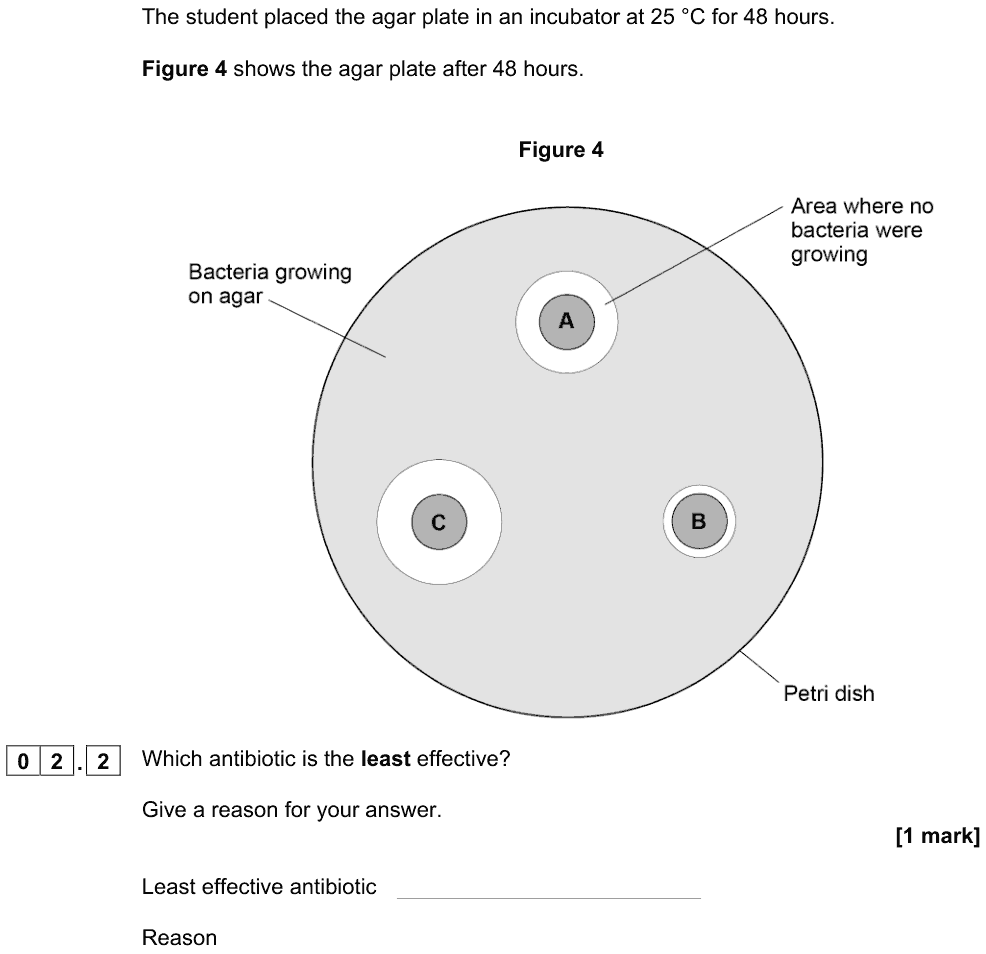 The student placed the agar plate in an incubator at 25 °C for 48 hours.
Figure 4 shows the agar plate after 48 hours.
Figure 4
Area where no
bacteria were
growing
Bacteria growing
on agar
A
C
B
Petri dish
0 2 . 2 Which antibiotic is the least effective?
Give a reason for your answer.
[1 mark]
Least effective antibiotic
Reason